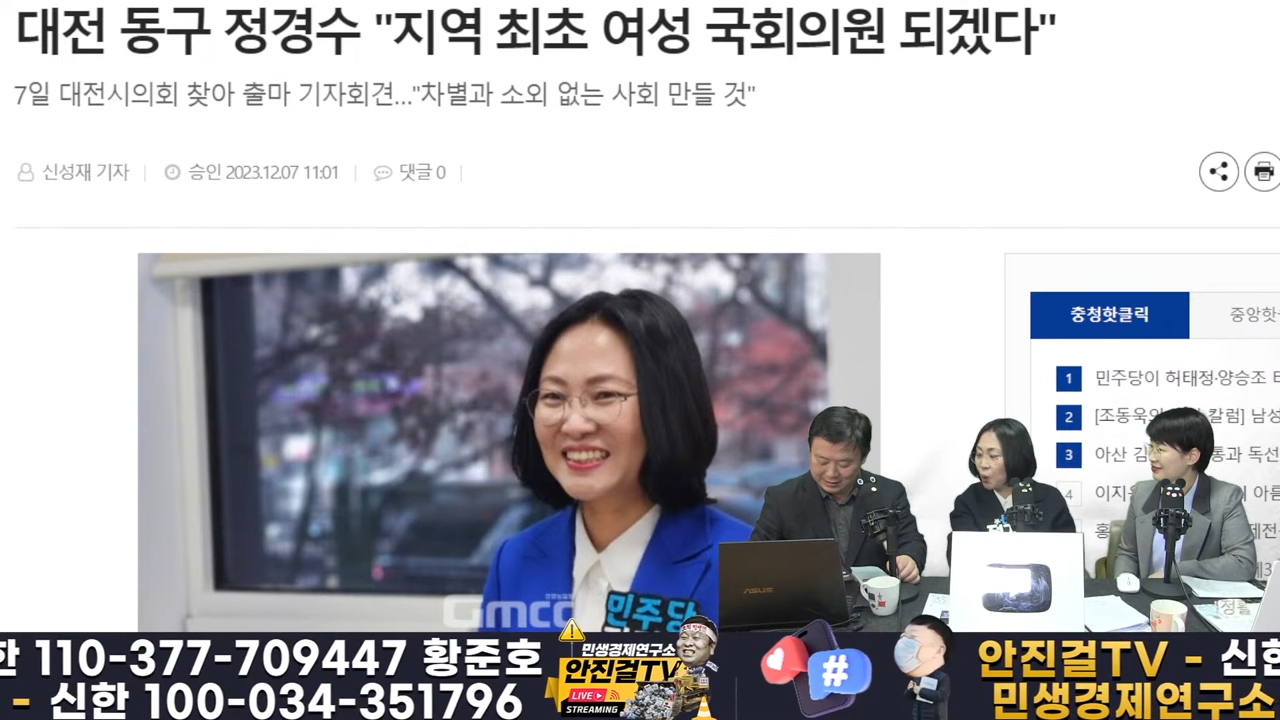 대전 동구 정경수 "지역 최초 여성 국회의원 되겠다"
7일 대전시의회 찾아 출마 기자회견..."차별과 소외 없는 사회 만들 것"
신성재 기자 | 승인 2023.12.07 11:01 | 댓글 0 |
충청핫클릭
중앙핫
1 민주당이 허태정·양승조
2 [조동욱의 칼럼] 남성
3 아산 통과 독선
4 이지
민주당
ASUS
한 110-377-709447 황준호
- 신한 100-034-351796
민생경제연구소
안진걸TV
LIVE
STREAMING
#
안진걸TV - 신한
민생경제연구소